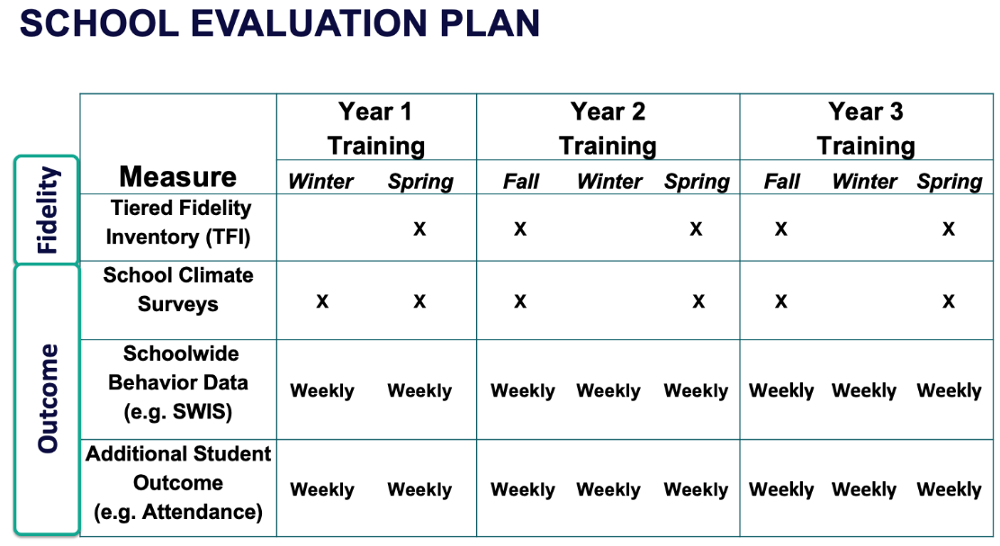 SCHOOL EVALUATION PLAN
Year 1 Year 2 Year 3
Training Training Training
Measure Winter Spring Fall Winter Spring Fall Winter Spring
Fidelity
Tiered Fidelity
Inventory (TFI) X X X X X
Outcome
School Climate
Surveys X X X X X X
Schoolwide
Behavior Data
(e.g. SWIS) Weekly Weekly Weekly Weekly Weekly Weekly Weekly Weekly
Additional Student
Outcome
(e.g. Attendance) Weekly Weekly Weekly Weekly Weekly Weekly Weekly Weekly